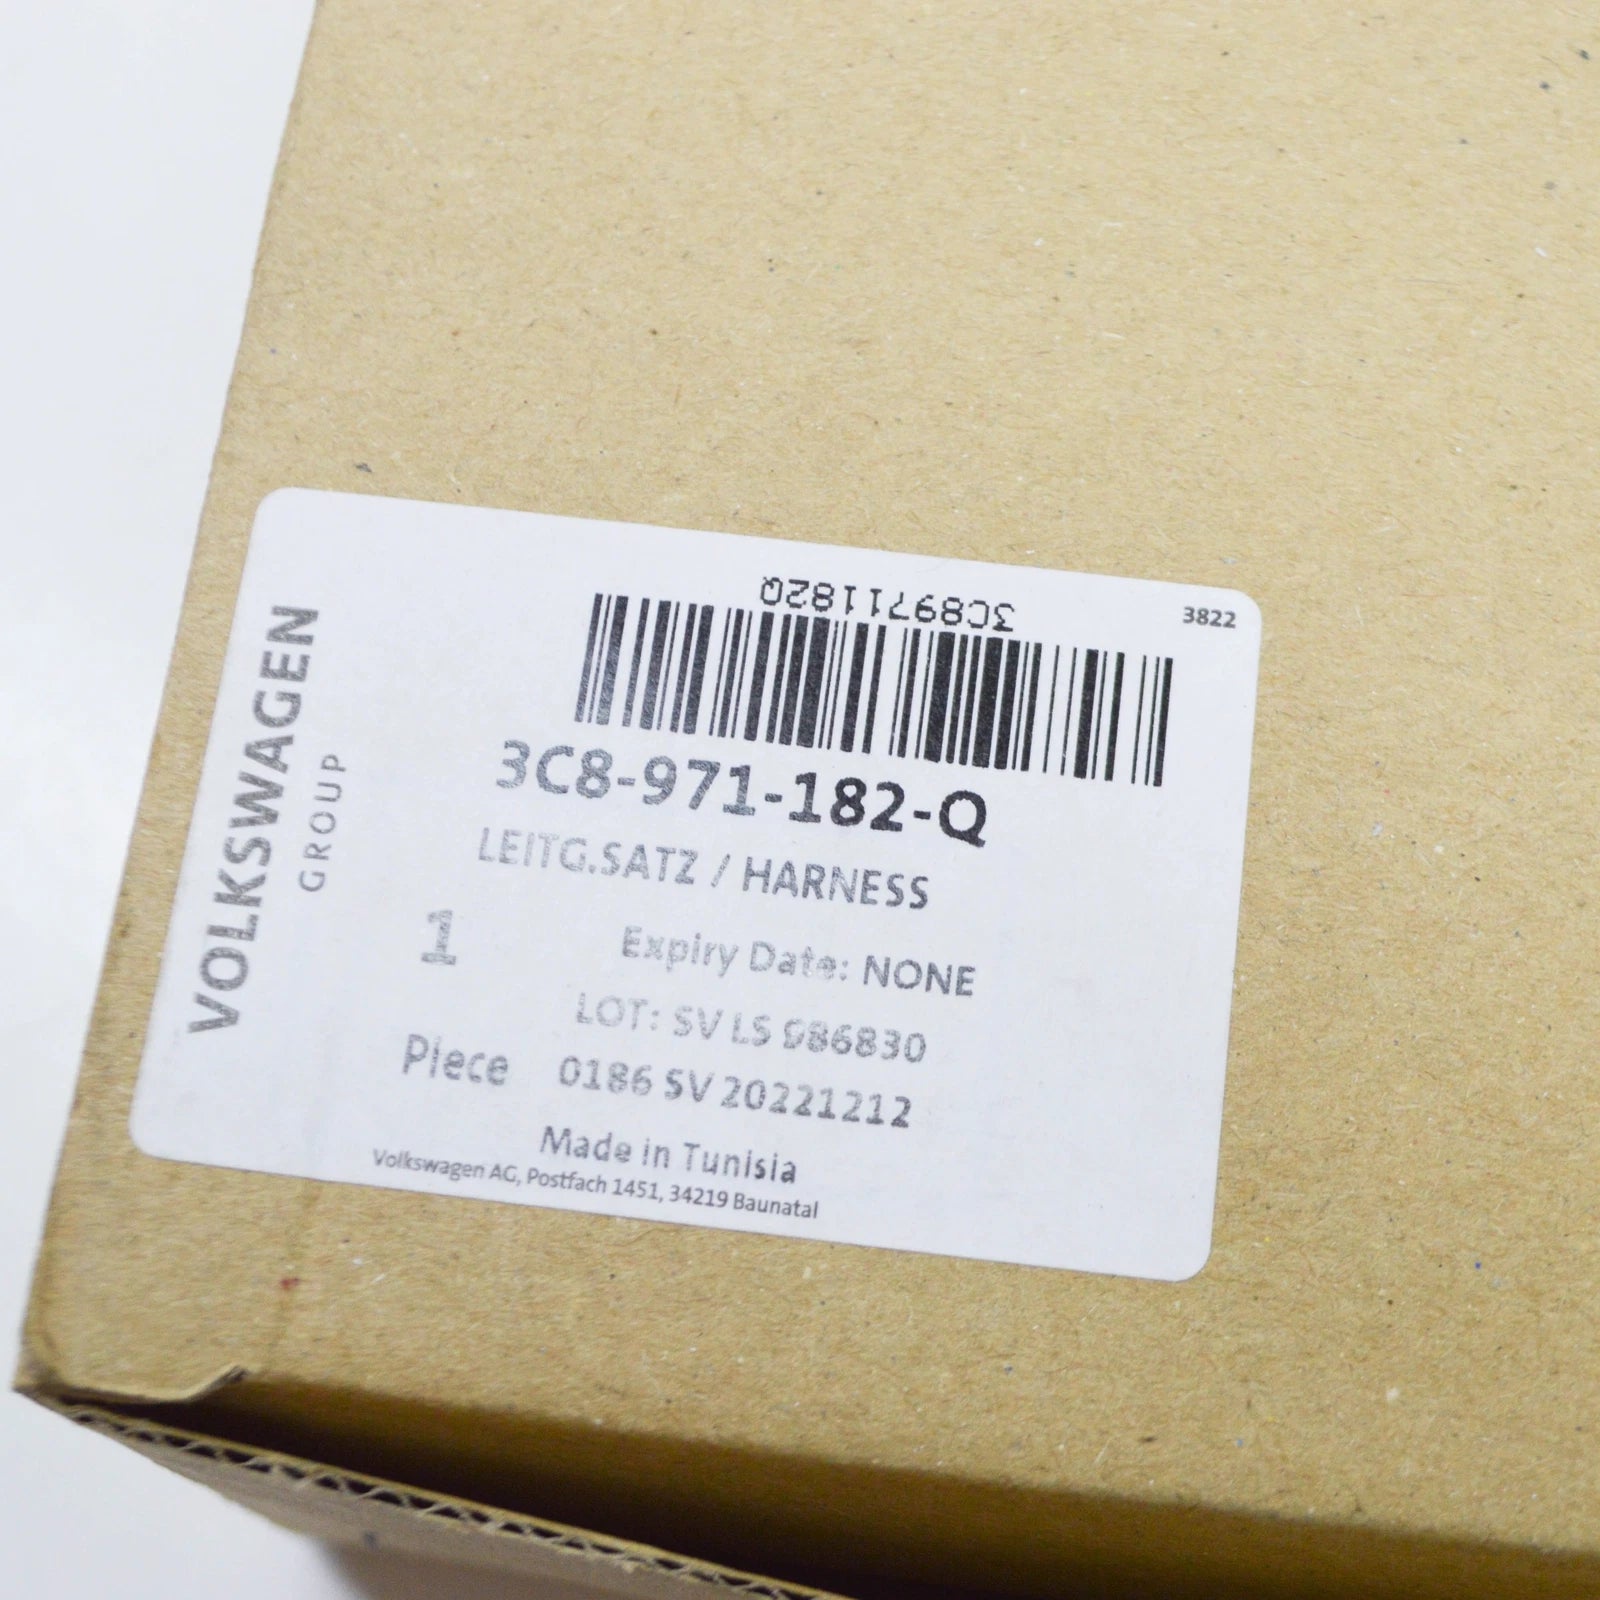 VOLKSWAGEN
GROUP
3C8971182Q
3822
3C8-971-182-Q
LEITG.SATZ / HARNESS
1
Expiry Date: NONE
LOT: SV LS 986830
Piece
0186 SV 20221212
Made in Tunisia
Volkswagen AG, Postfach 1451, 34219 Baunatal